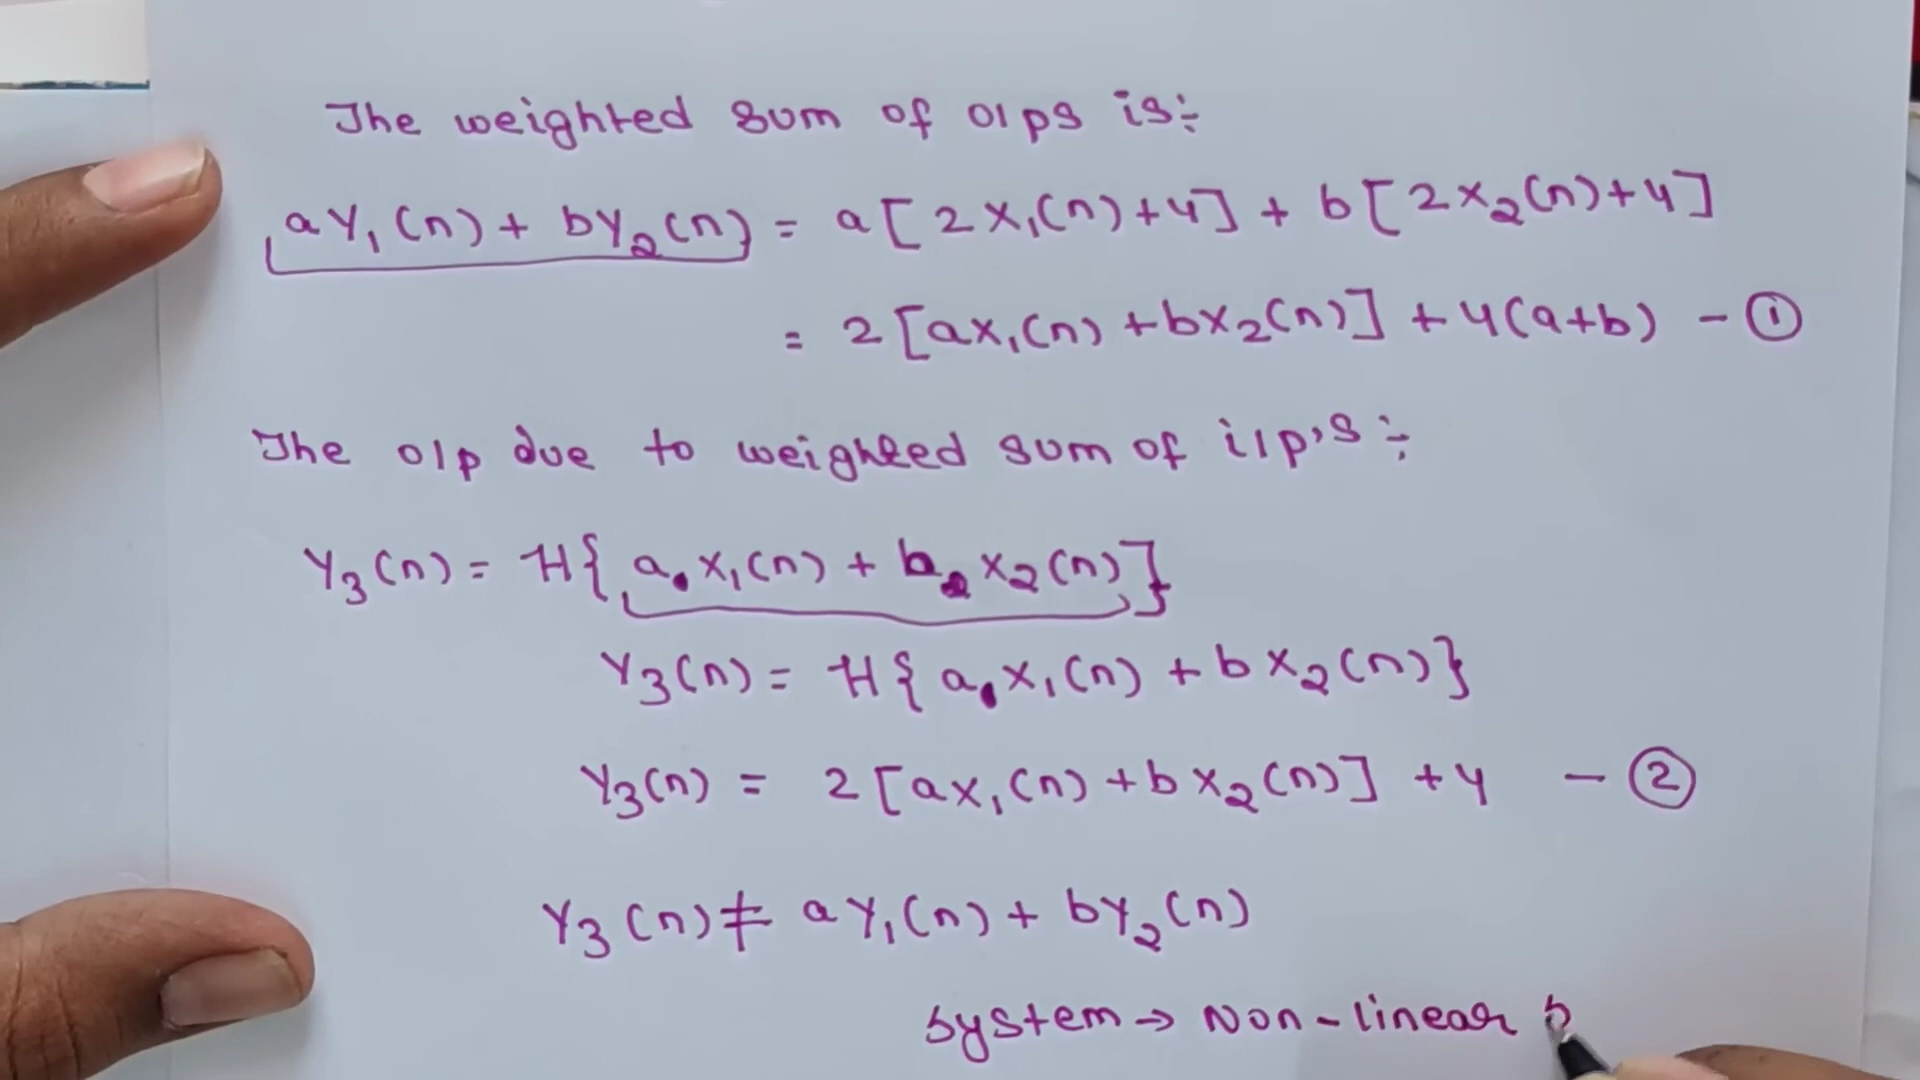 The weighted sum of o/ps is:-
aY₁(n) + bY₂(n) = a[2X₁(n)+4] + b[2X₂(n)+4]
= 2[aX₁(n) + bX₂(n)] + 4(a+b) - ①
The o/p due to weighted sum of i/p's :-
Y₃(n) = H{a X₁(n) + b X₂(n)]}
Y₃(n) = H{a X₁(n) + b X₂(n)}
Y₃(n) = 2[aX₁(n) + bX₂(n)] + 4 - ②
Y₃(n) ≠ aY₁(n) + bY₂(n)
System → Non-linear s